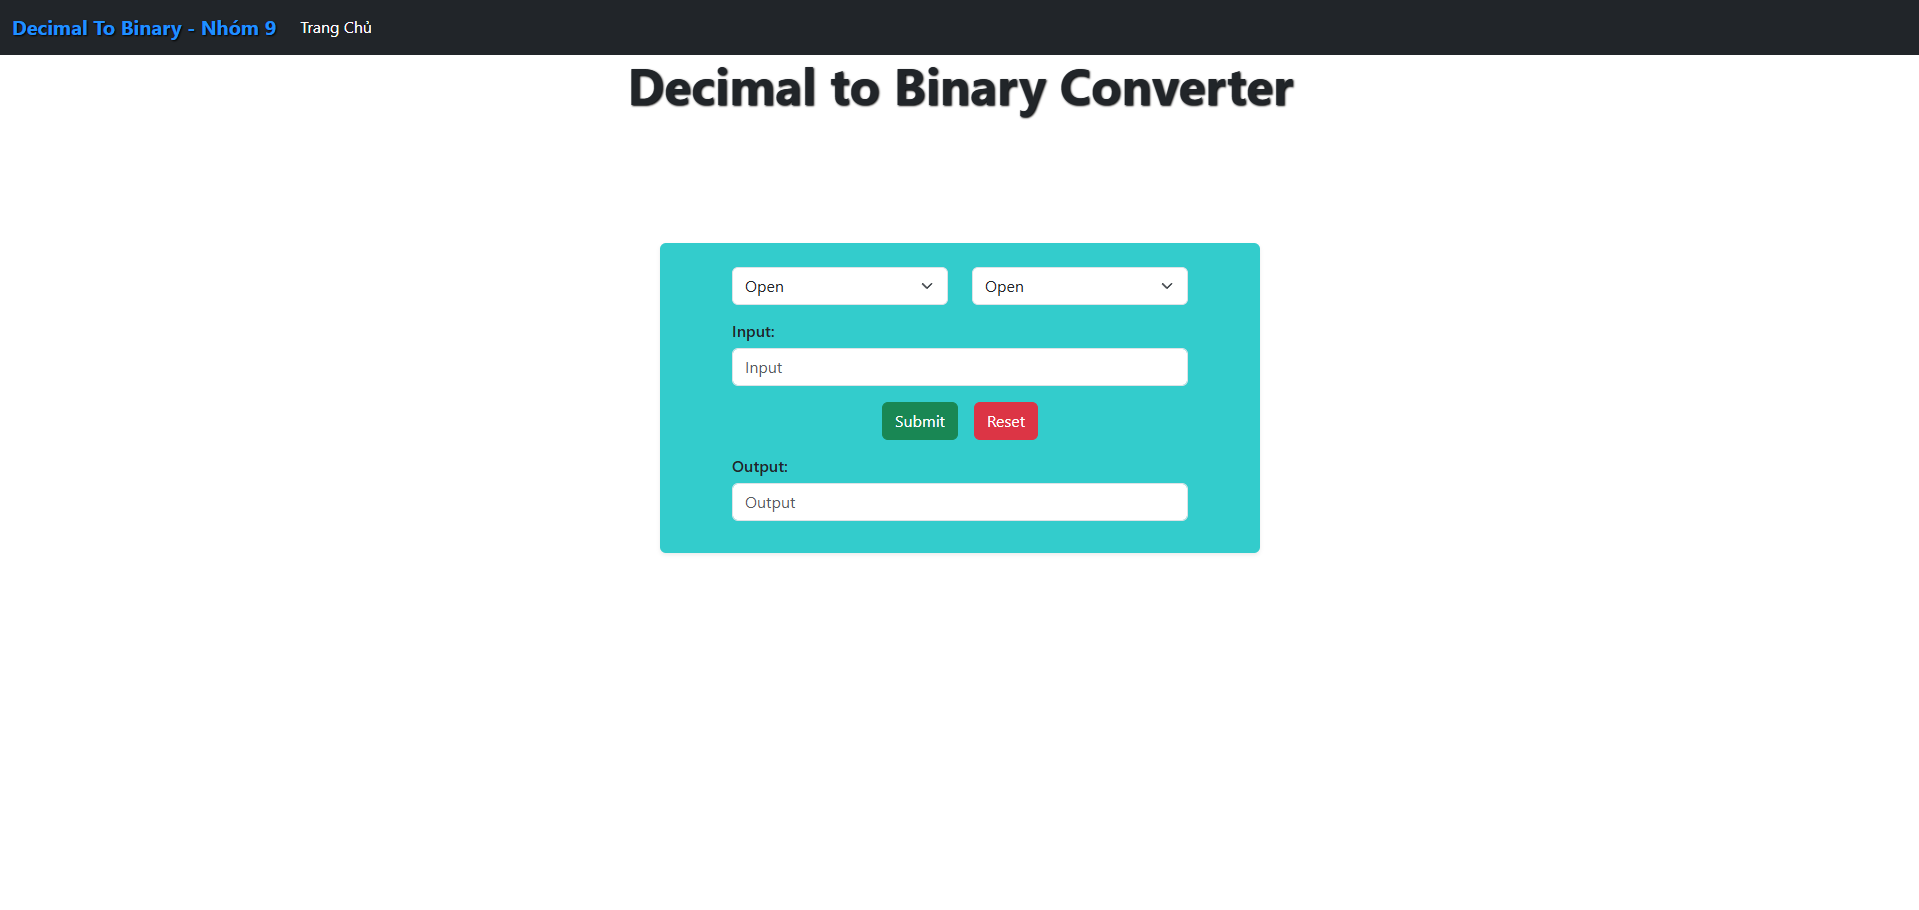 Decimal To Binary - Nhóm 9 Trang Chủ
Decimal to Binary Converter
Open Open
Input:
Input
Submit Reset
Output:
Output